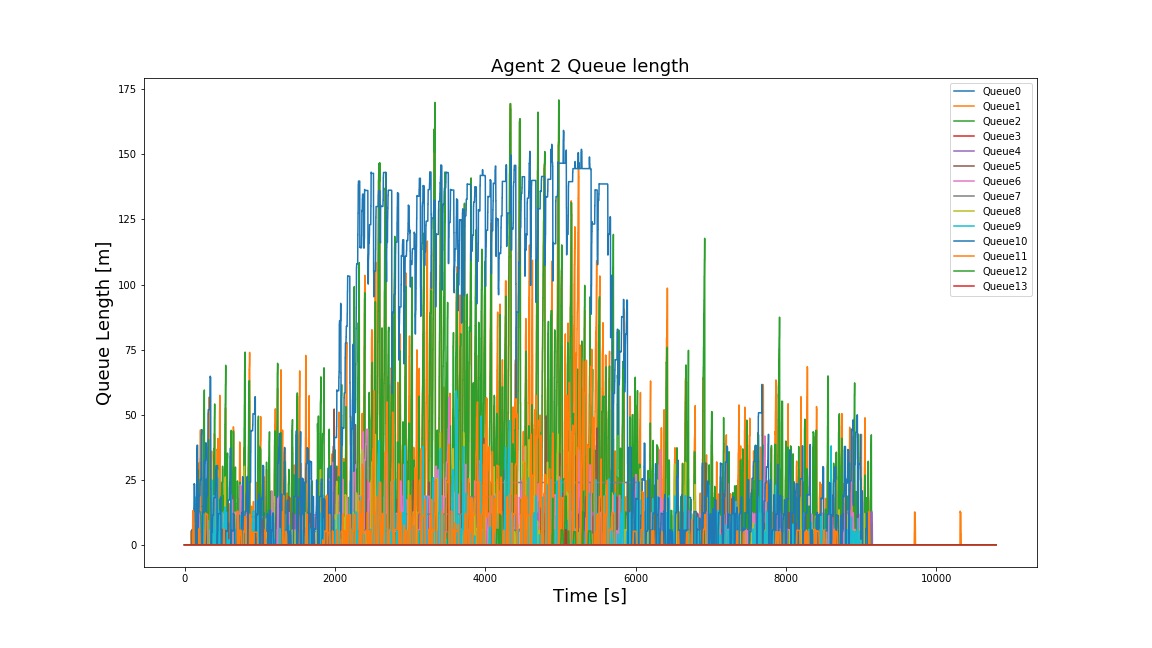 Agent 2 Queue length
175
150
125
100
75
50
25
0
Queue Length [m]
0 2000 4000 6000 8000 10000
Time [s]
Queue0
Queue1
Queue2
Queue3
Queue4
Queue5
Queue6
Queue7
Queue8
Queue9
Queue10
Queue11
Queue12
Queue13